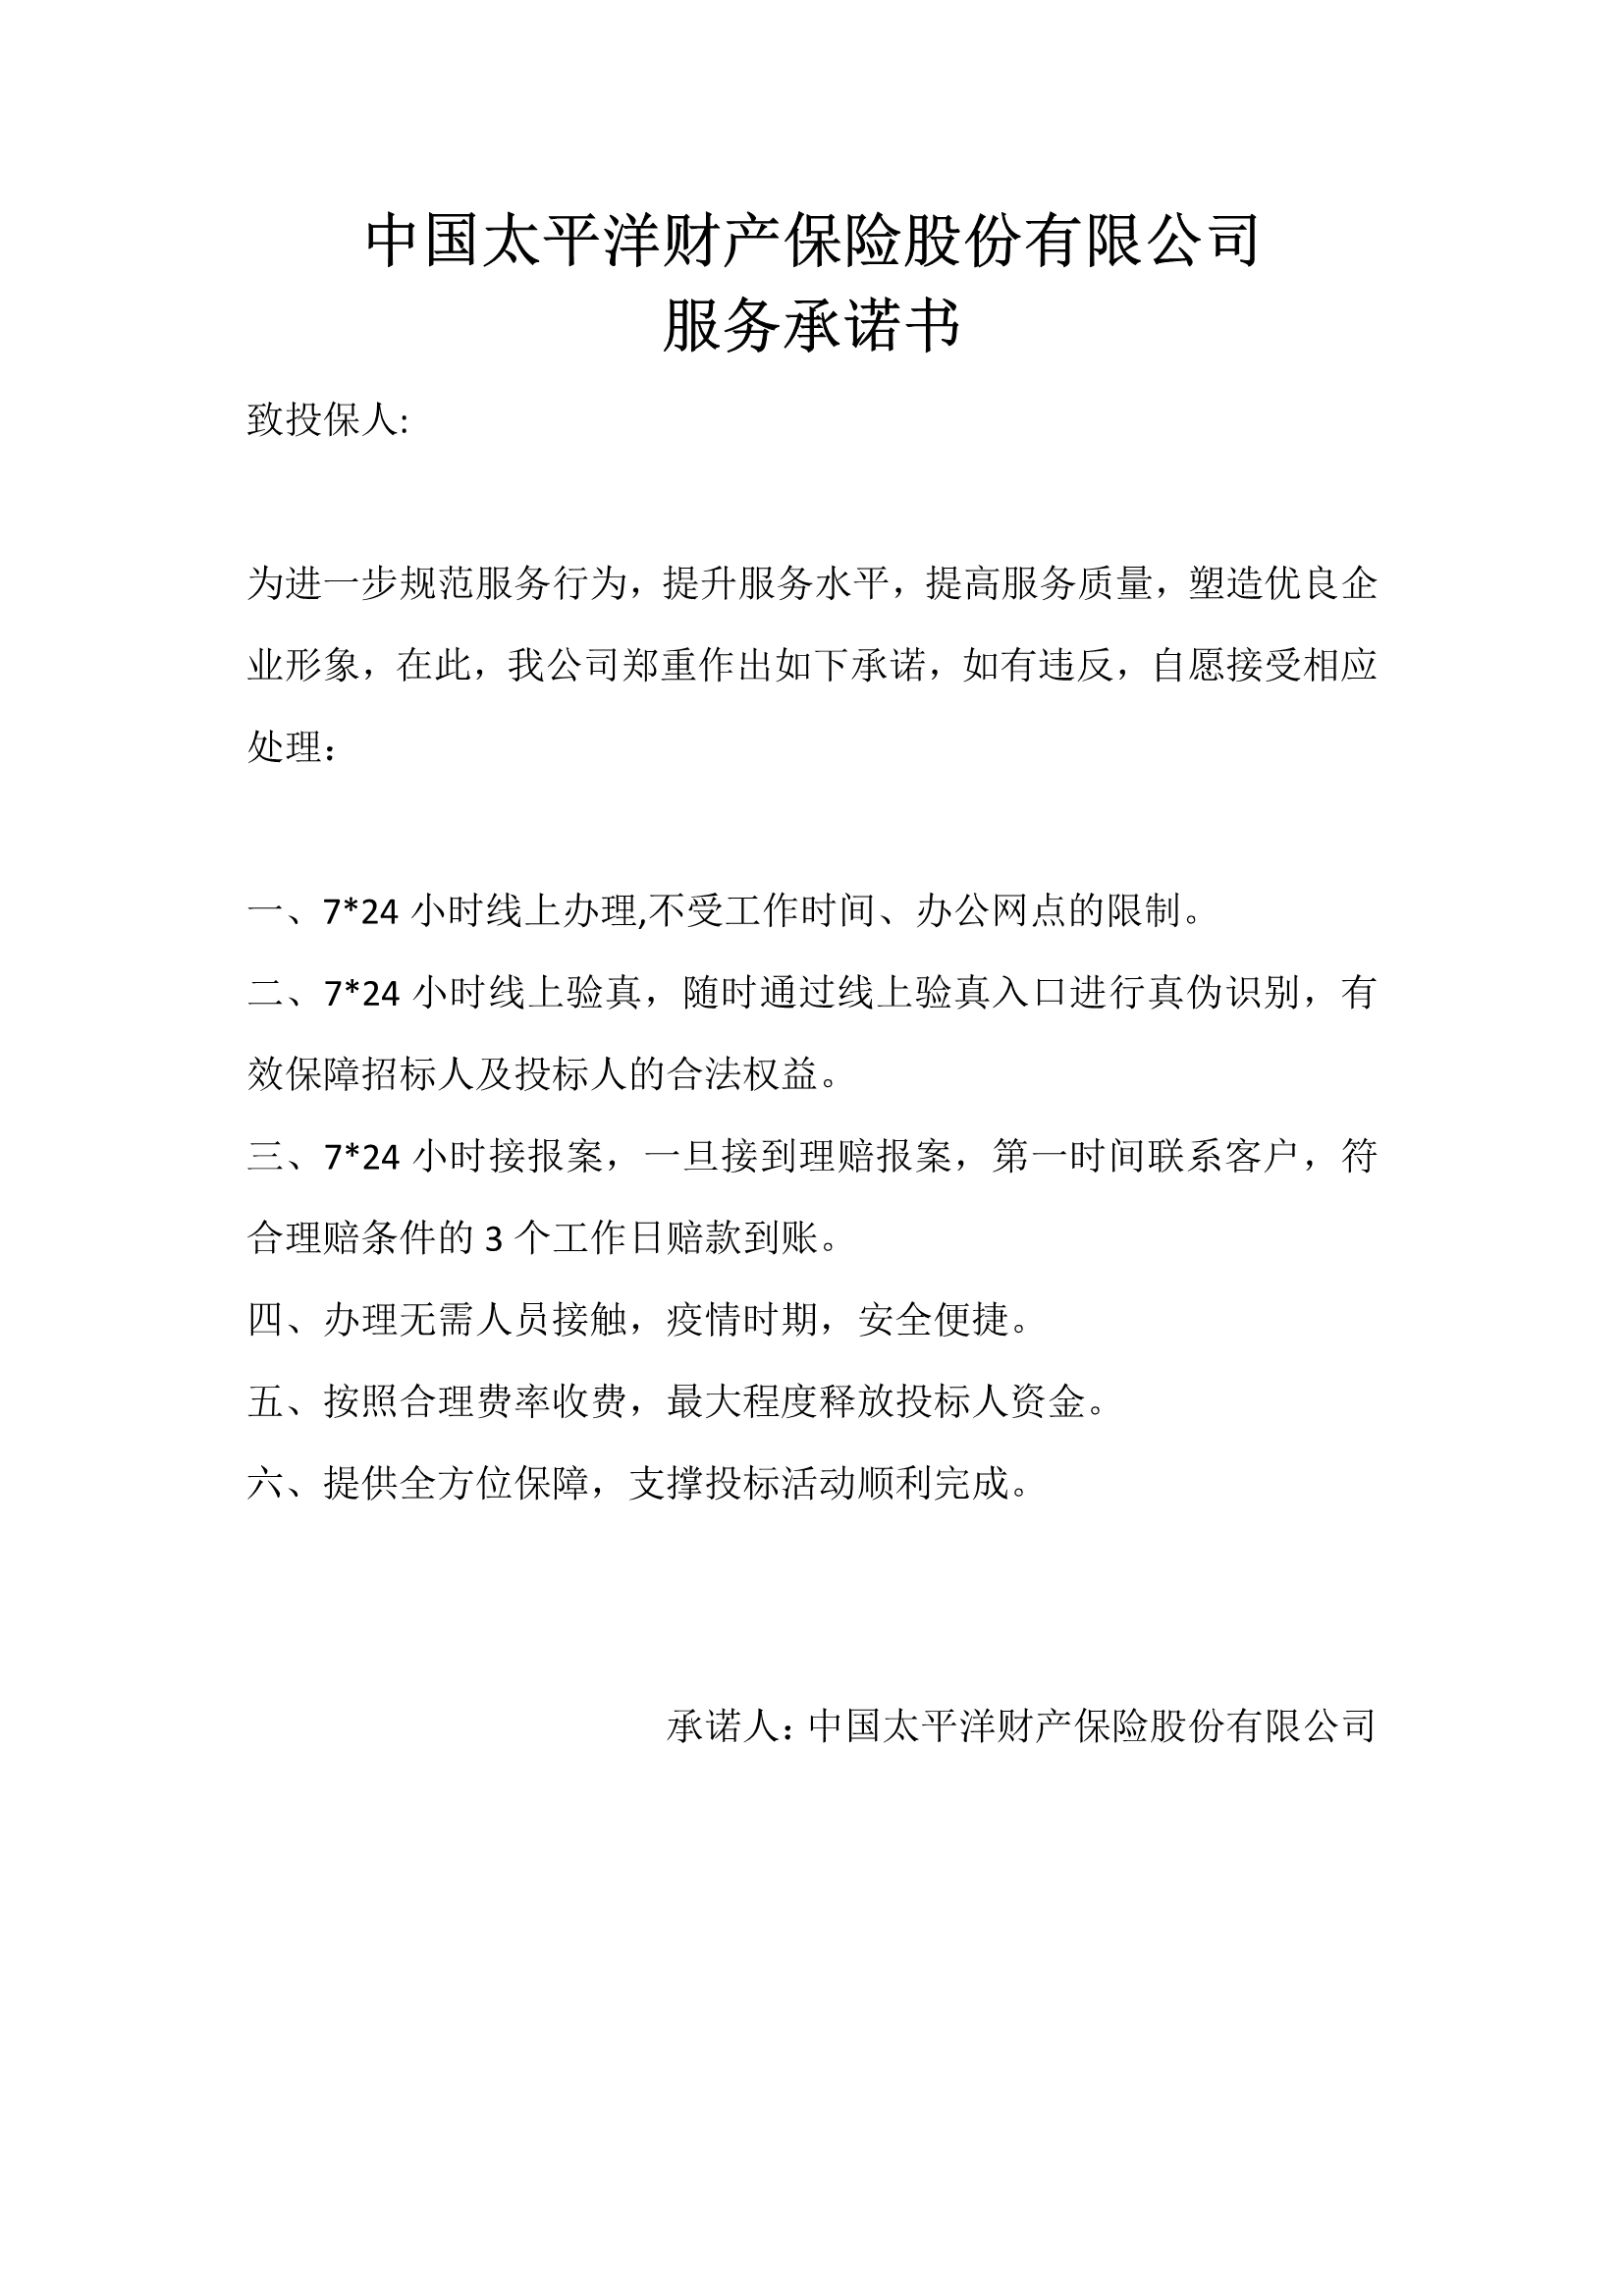 中国太平洋财产保险股份有限公司
服务承诺书
致投保人:
为进一步规范服务行为，提升服务水平，提高服务质量，塑造优良企
业形象，在此，我公司郑重作出如下承诺，如有违反，自愿接受相应
处理：
一、7*24 小时线上办理,不受工作时间、办公网点的限制。
二、7*24 小时线上验真，随时通过线上验真入口进行真伪识别，有
效保障招标人及投标人的合法权益。
三、7*24 小时接报案，一旦接到理赔报案，第一时间联系客户，符
合理赔条件的 3 个工作日赔款到账。
四、办理无需人员接触，疫情时期，安全便捷。
五、按照合理费率收费，最大程度释放投标人资金。
六、提供全方位保障，支撑投标活动顺利完成。
承诺人：中国太平洋财产保险股份有限公司